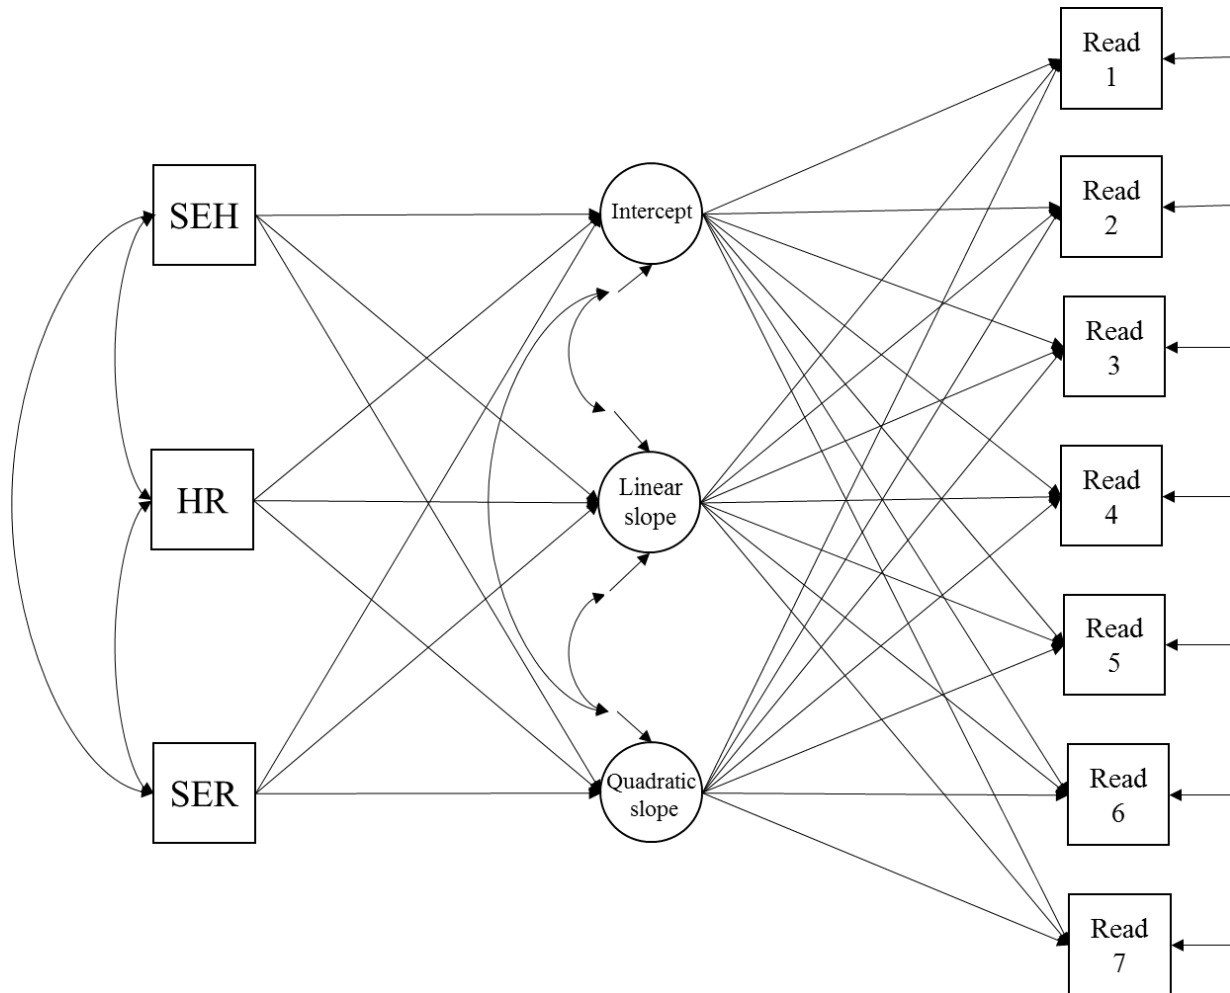 SEH
HR
SER
Intercept
Linear
slope
Quadratic
slope
Read
1
Read
2
Read
3
Read
4
Read
5
Read
6
Read
7